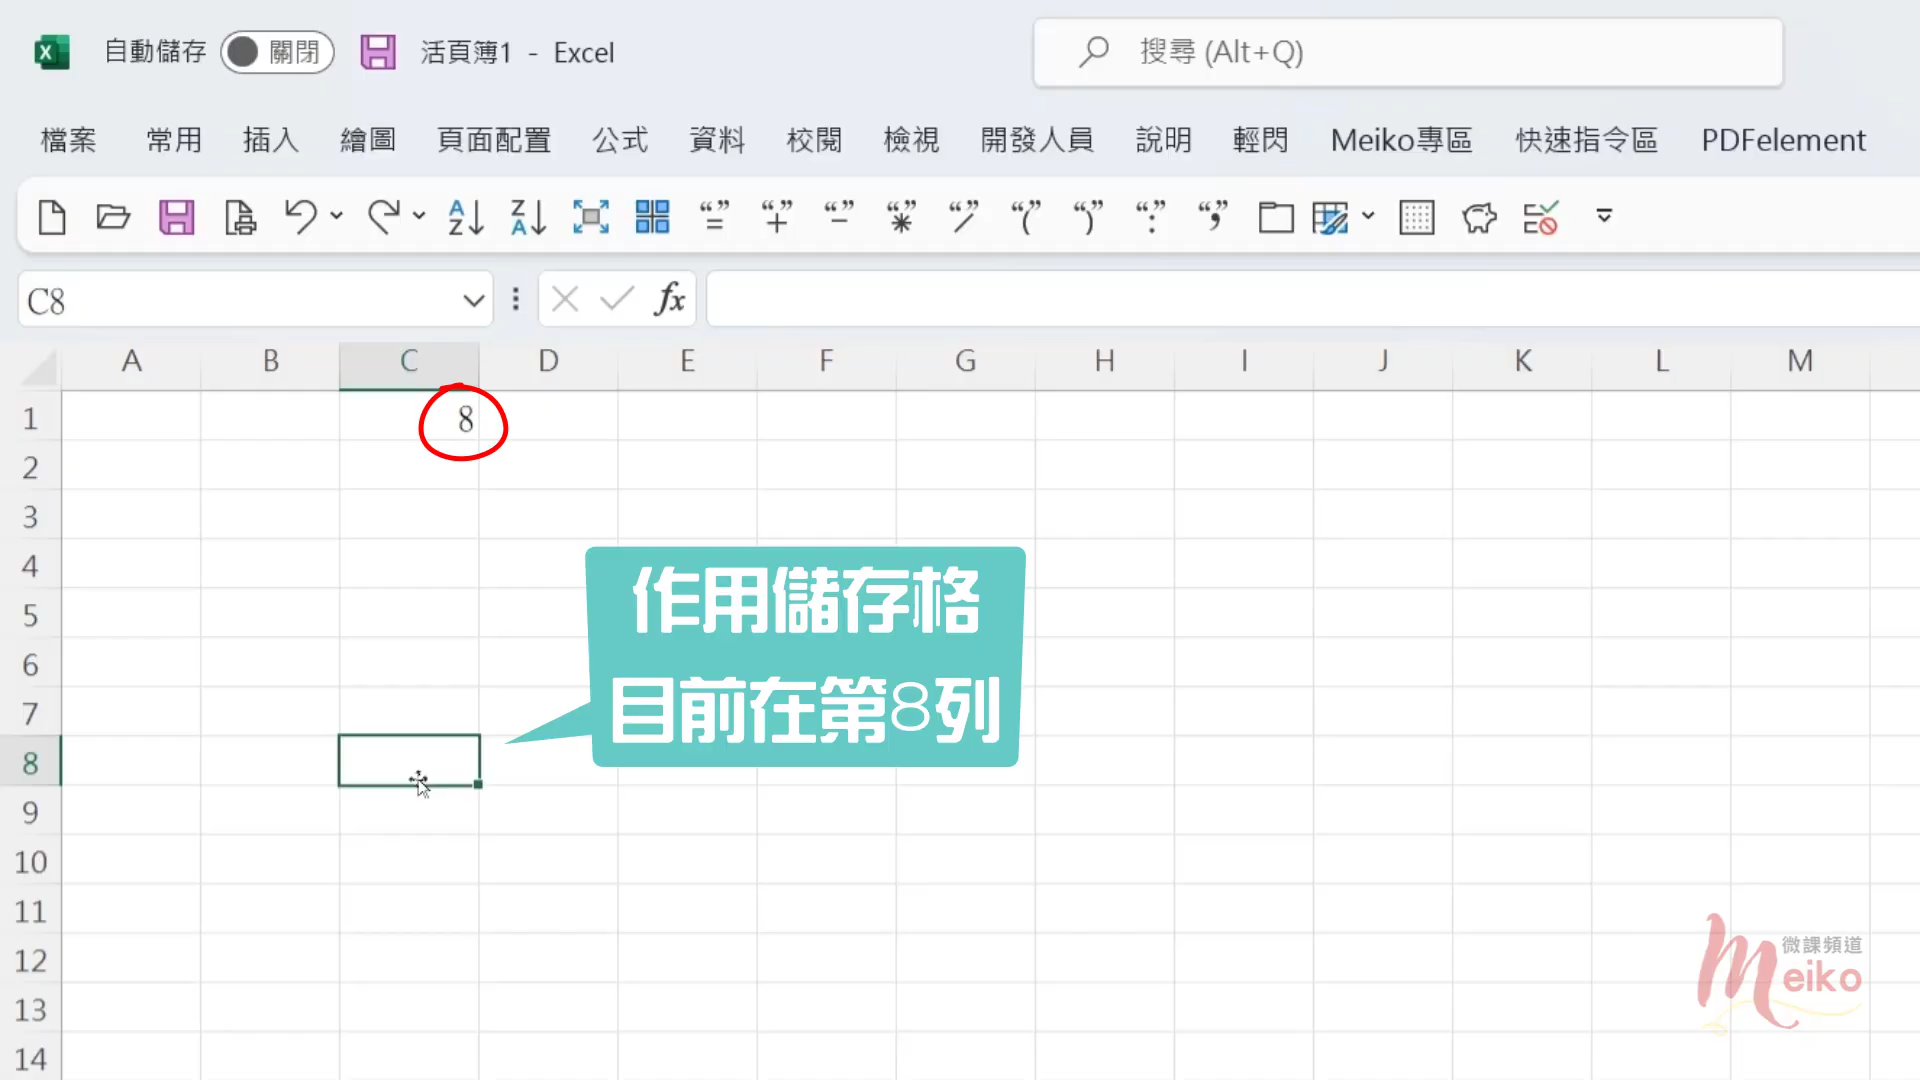 自動儲存 關閉 活頁簿1 - Excel 搜尋 (Alt+Q)
檔案 常用 插入 繪圖 頁面配置 公式 資料 校閱 檢視 開發人員 說明 輕閃 Meiko專區 快速指令區 PDFelement
C8 fx
A B C D E F G H I J K L M
1 8
2
3
4
5
6
7
8
9
10
11
12
13
14
作用儲存格
目前在第8列
微課頻道
Meiko